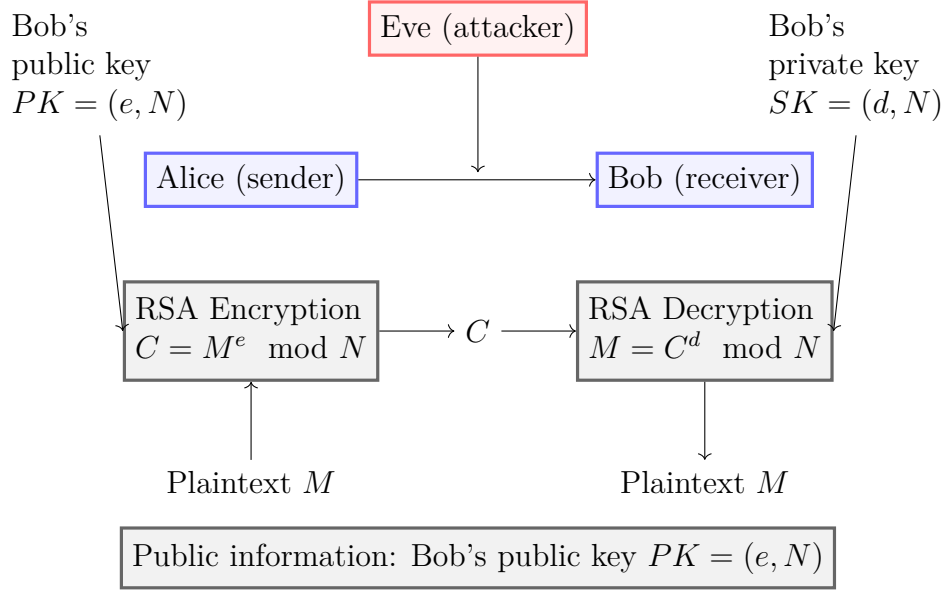 Bob's
public key
PK = (e, N)
Eve (attacker)
Bob's
private key
SK = (d, N)
Alice (sender)
Bob (receiver)
RSA Encryption
C = M^e mod N
C
RSA Decryption
M = C^d mod N
Plaintext M
Plaintext M
Public information: Bob's public key PK = (e, N)